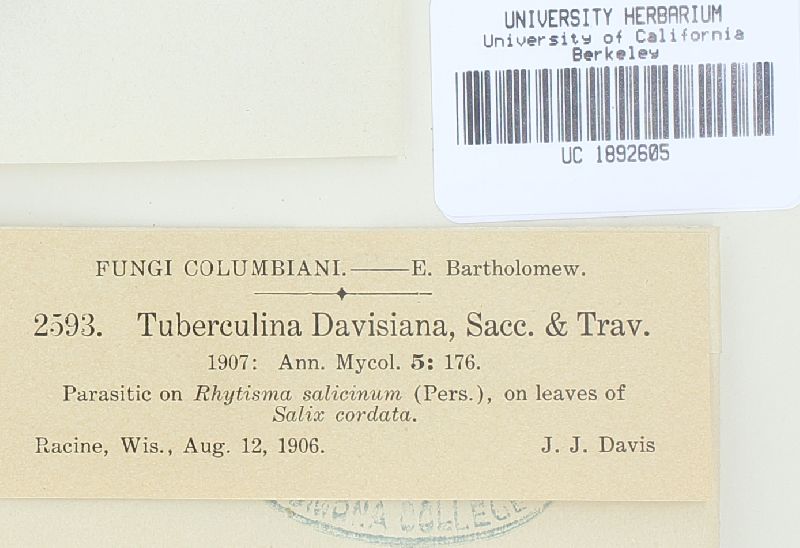 UNIVERSITY HERBARIUM
University of California
Berkeley
UC 1892605
FUNGI COLUMBIANI.——E. Bartholomew.
2593. Tuberculina Davisiana, Sacc. & Trav.
1907: Ann. Mycol. 5: 176.
Parasitic on Rhytisma salicinum (Pers.), on leaves of
Salix cordata.
Racine, Wis., Aug. 12, 1906. J. J. Davis
COLLEGE